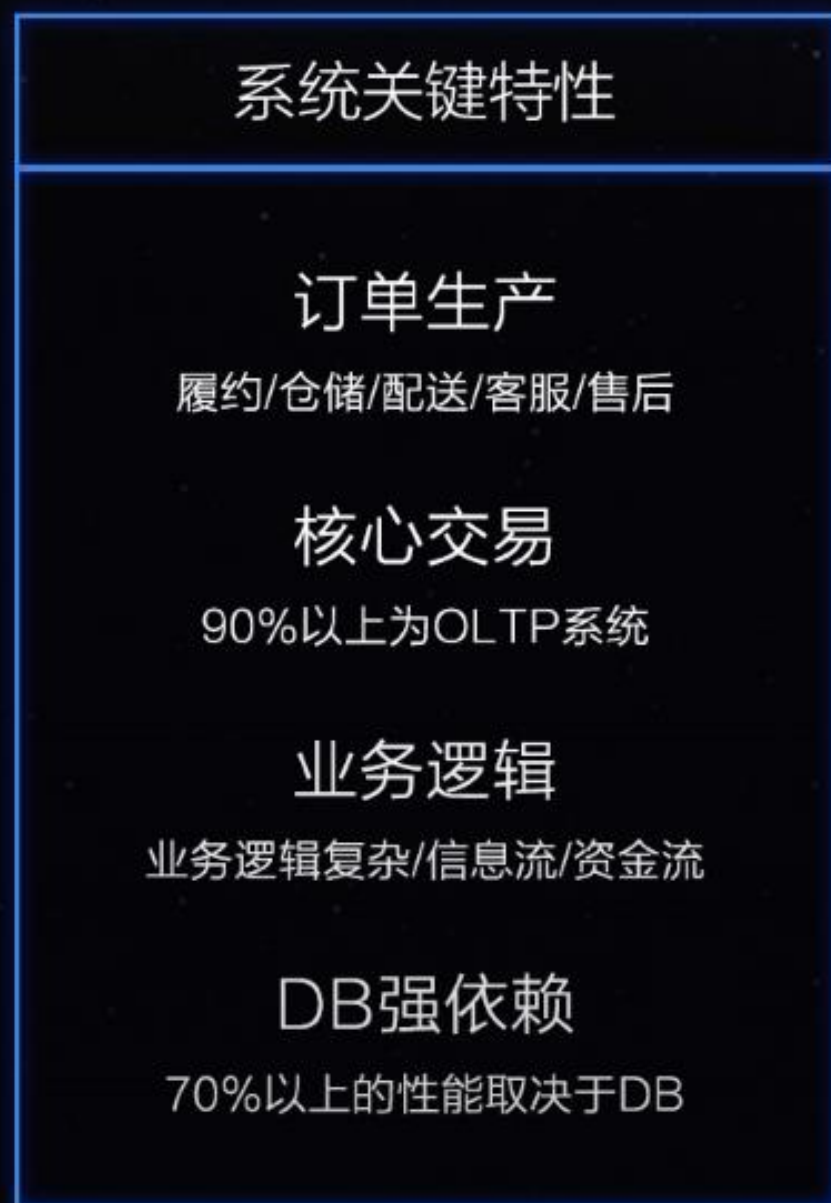 系统关键特性
订单生产
履约/仓储/配送/客服/售后
核心交易
90%以上为OLTP系统
业务逻辑
业务逻辑复杂/信息流/资金流
DB强依赖
70%以上的性能取决于DB